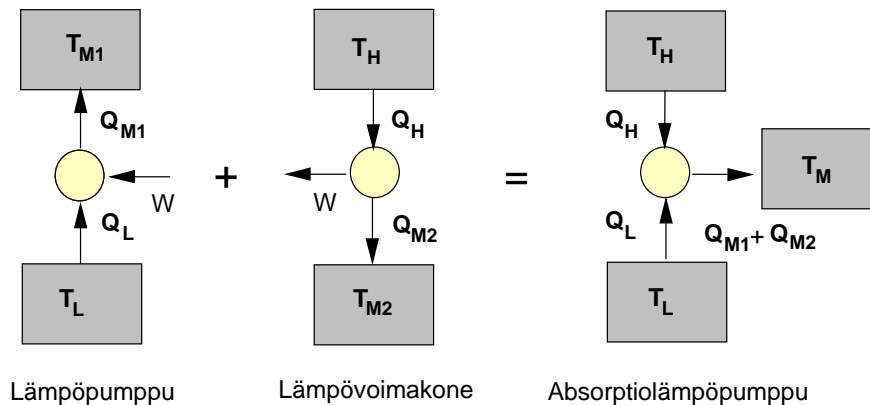 T_M1
Q_M1
W
Q_L
T_L
Lämpöpumppu
+
T_H
Q_H
W
Q_M2
T_M2
Lämpövoimakone
=
T_H
Q_H
T_M
Q_L
Q_M1 + Q_M2
T_L
Absorptiolämpöpumppu